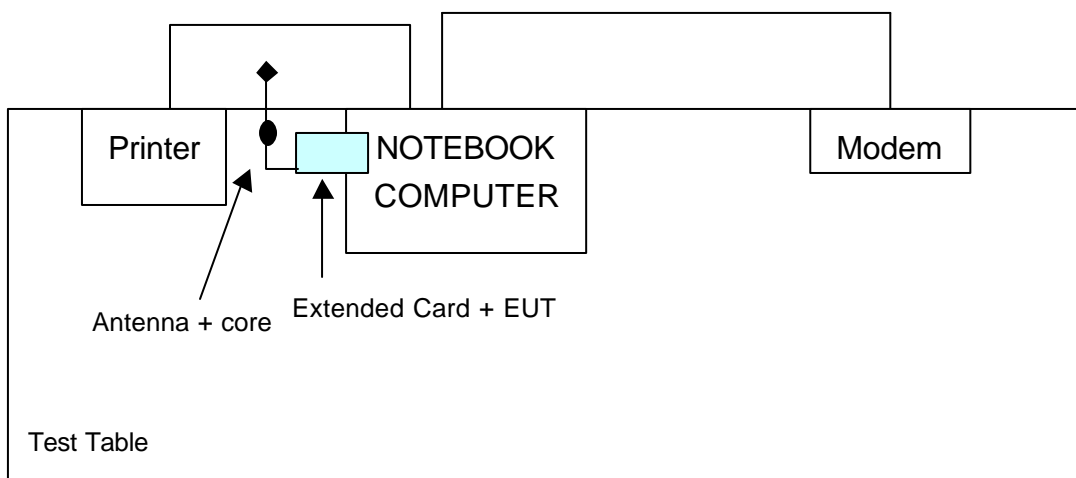 Printer
NOTEBOOK
COMPUTER
Modem
Antenna + core
Extended Card + EUT
Test Table